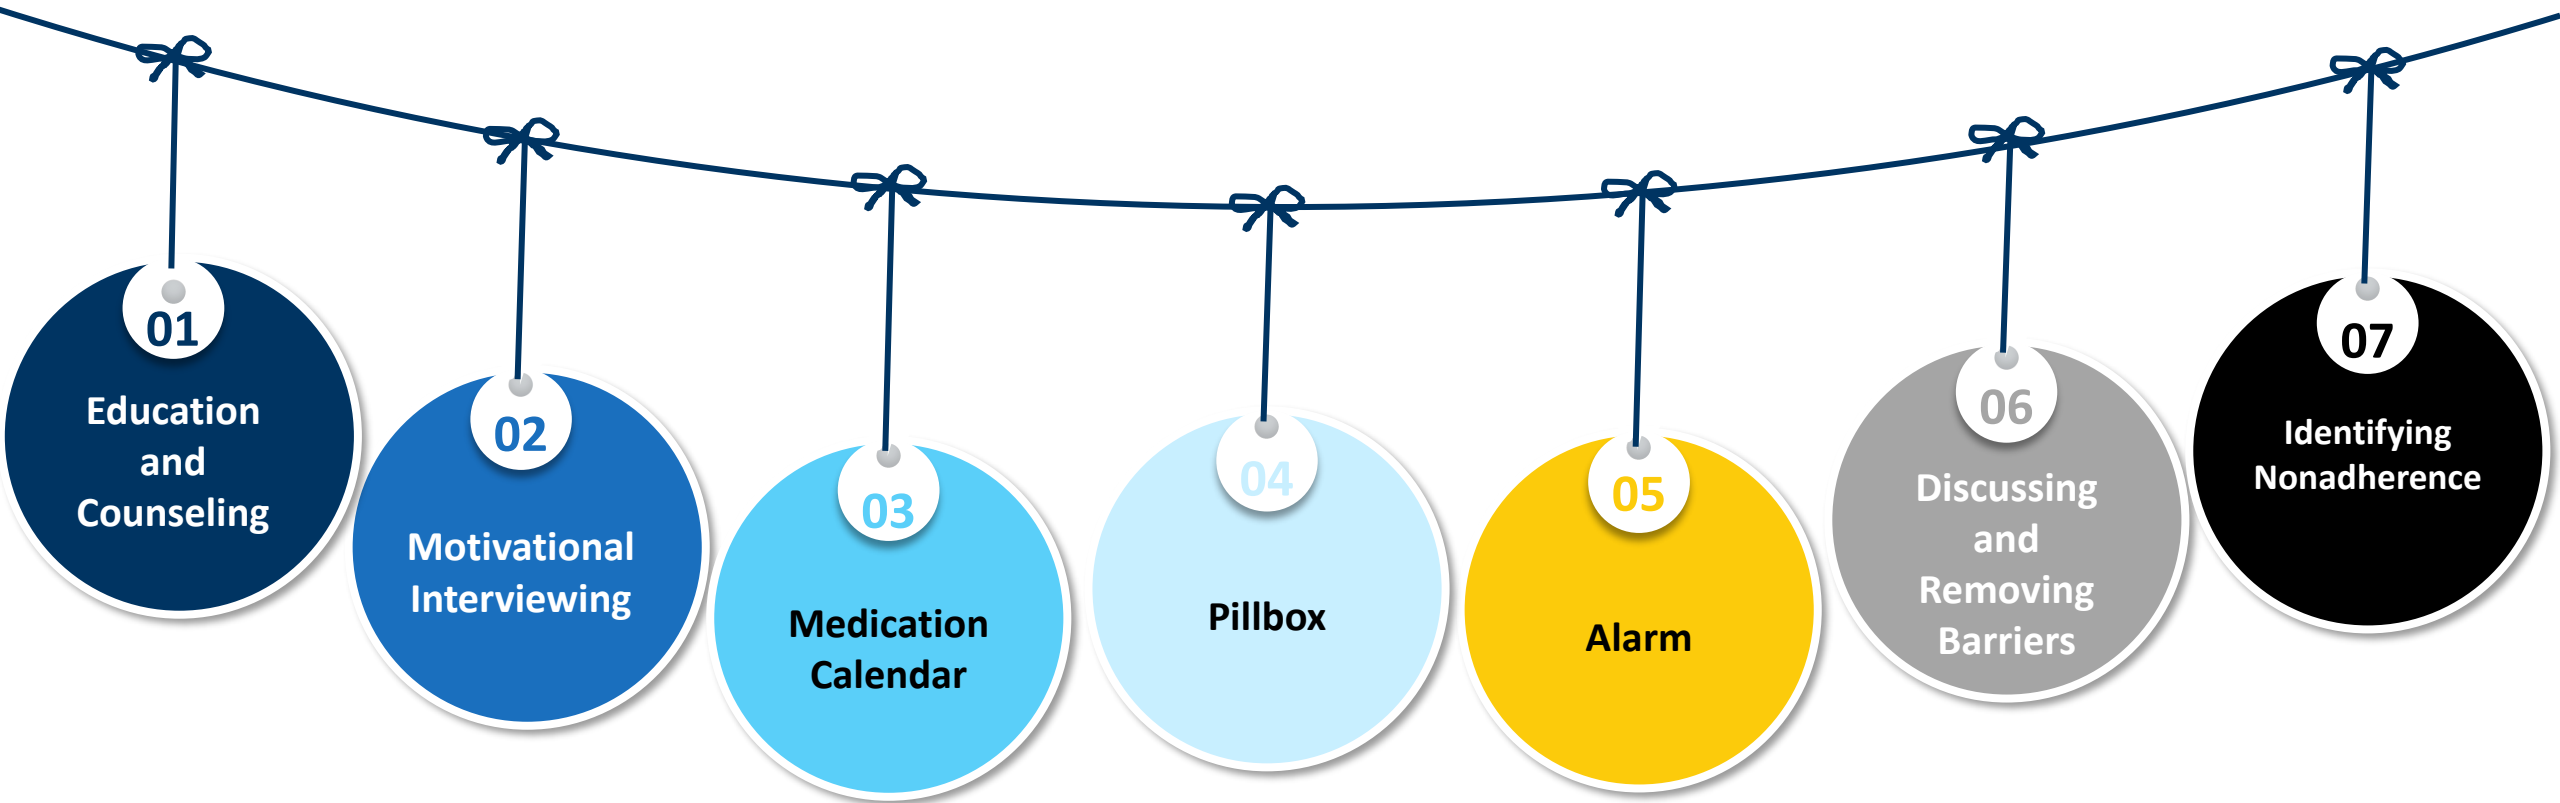 01
Education
and
Counseling
02
Motivational
Interviewing
03
Medication
Calendar
04
Pillbox
05
Alarm
06
Discussing
and
Removing
Barriers
07
Identifying
Nonadherence